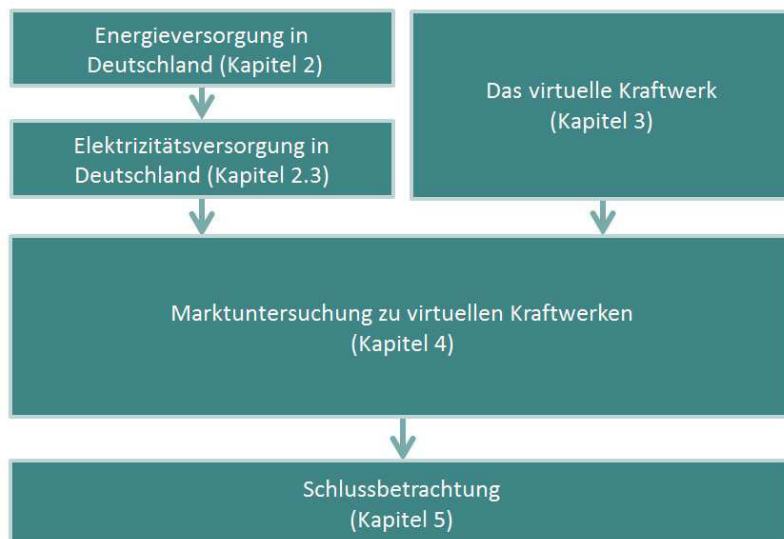 Energieversorgung in
Deutschland (Kapitel 2)
Elektrizitätsversorgung in
Deutschland (Kapitel 2.3)
Das virtuelle Kraftwerk
(Kapitel 3)
Marktuntersuchung zu virtuellen Kraftwerken
(Kapitel 4)
Schlussbetrachtung
(Kapitel 5)